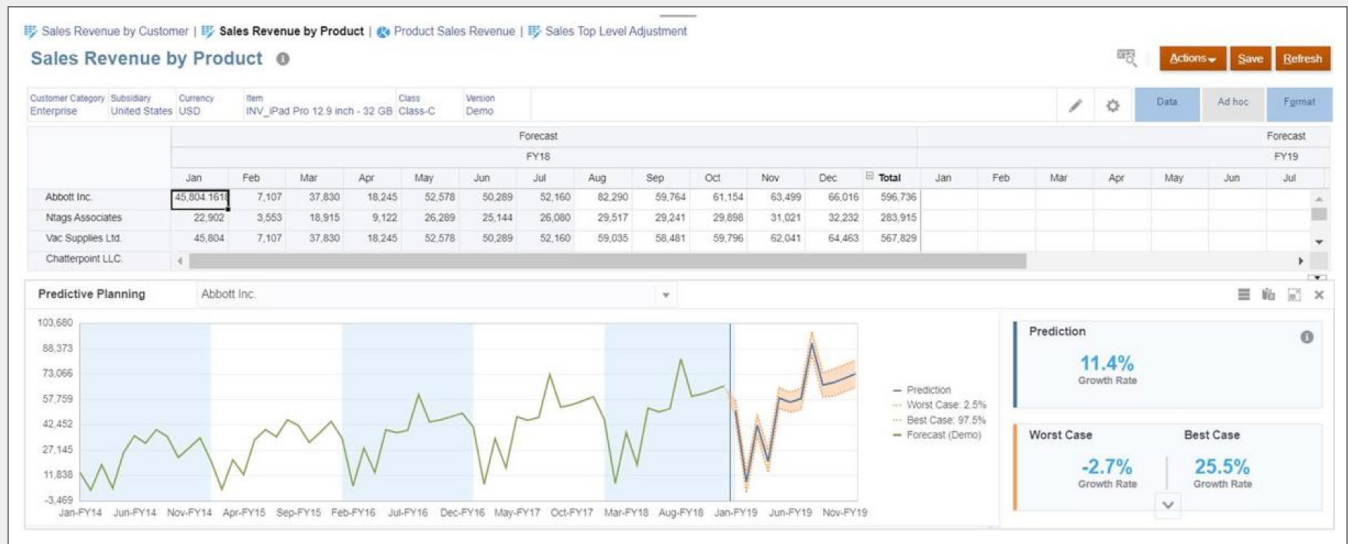 Sales Revenue by Customer | Sales Revenue by Product | Product Sales Revenue | Sales Top Level Adjustment
Sales Revenue by Product
Actions Save Refresh
Customer Category Subsidiary Currency Item Class Version
Enterprise United States USD INV_iPad Pro 12.9 inch - 32 GB Class-C Demo
Data Ad hoc Format
Forecast Forecast
FY18 FY19
Jan Feb Mar Apr May Jun Jul Aug Sep Oct Nov Dec Total Jan Feb Mar Apr May Jun Jul
Abbott Inc. 45,804.1618 7,107 37,830 18,245 52,578 50,289 52,160 82,290 59,764 61,154 63,499 66,016 596,736
Ntags Associates 22,902 3,553 18,915 9,122 26,289 25,144 26,080 29,517 29,241 29,898 31,021 32,232 283,915
Vac Supplies Ltd. 45,804 7,107 37,830 18,245 52,578 50,289 52,160 59,035 58,481 59,796 62,041 64,463 567,829
Chatterpoint LLC.
Predictive Planning Abbott Inc.
103,680
88,373
73,066
57,759
42,452
27,145
11,838
-3,469
Jan-FY14 Jun-FY14 Nov-FY14 Apr-FY15 Sep-FY15 Feb-FY16 Jul-FY16 Dec-FY16 May-FY17 Oct-FY17 Mar-FY18 Aug-FY18 Jan-FY19 Jun-FY19 Nov-FY19
Prediction
Worst Case: 2.5%
Best Case: 97.5%
Forecast (Demo)
Prediction
11.4%
Growth Rate
Worst Case Best Case
-2.7% 25.5%
Growth Rate Growth Rate